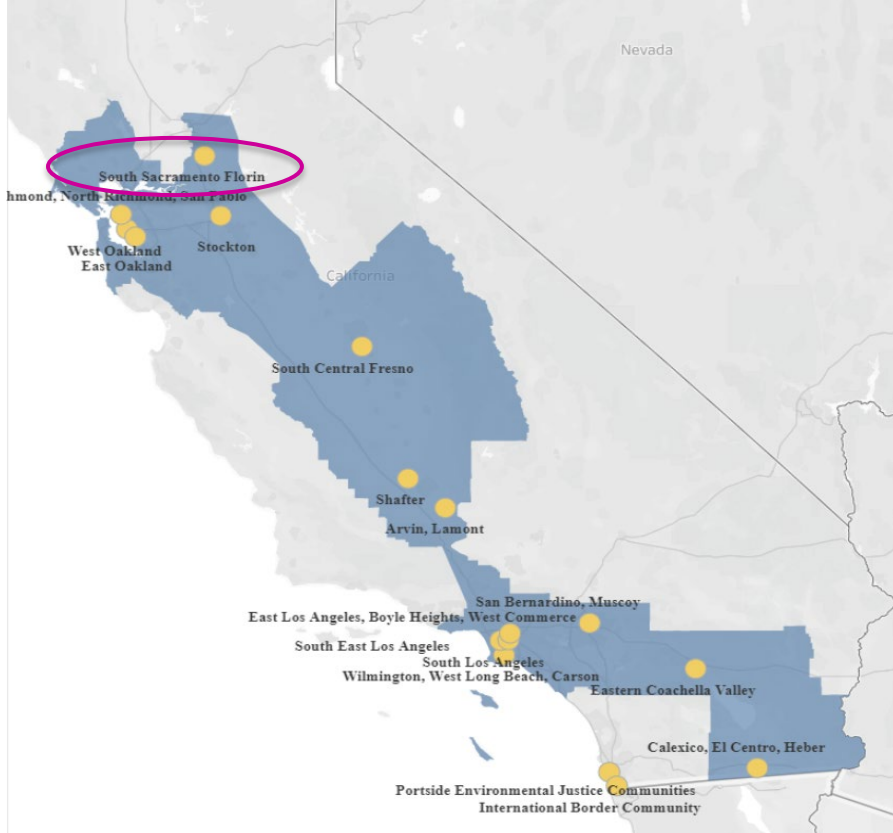 Nevada
South Sacramento Florin
hmond, North Richmond, San Pablo
West Oakland
East Oakland
Stockton
California
South Central Fresno
Shafter
Arvin, Lamont
San Bernardino, Muscoy
East Los Angeles, Boyle Heights, West Commerce
South East Los Angeles
South Los Angeles
Wilmington, West Long Beach, Carson
Eastern Coachella Valley
Calexico, El Centro, Heber
Portside Environmental Justice Communities
International Border Community